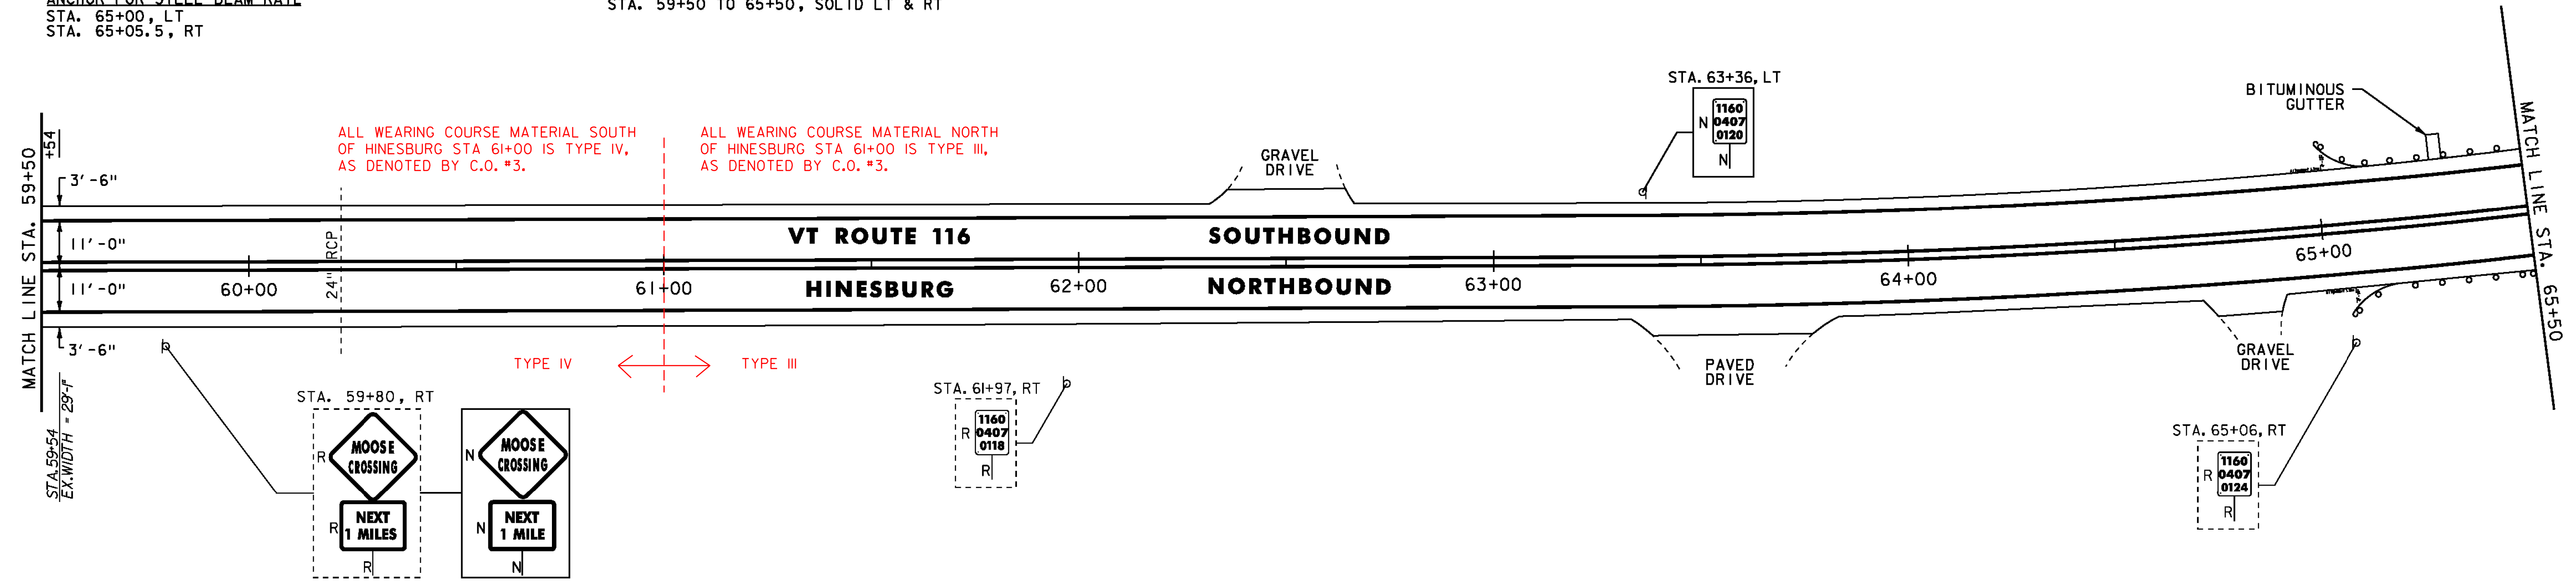 ANCHOR FOR STEEL BEAM RAIL
STA. 65+00, LT
STA. 65+05.5, RT
STA. 59+50 TO 65+50, SOLID LT & RT
MATCH LINE STA. 59+50
+54
3'-6"
11'-0"
11'-0"
3'-6"
STA.59+54
EX.WIDTH = 29'-1"
ALL WEARING COURSE MATERIAL SOUTH
OF HINESBURG STA 61+00 IS TYPE IV,
AS DENOTED BY C.O. #3.
ALL WEARING COURSE MATERIAL NORTH
OF HINESBURG STA 61+00 IS TYPE III,
AS DENOTED BY C.O. #3.
24" RCP
GRAVEL
DRIVE
STA. 63+36, LT
1160
N 0407
0120
N
BITUMINOUS
GUTTER
MATCH LINE STA. 65+50
VT ROUTE 116
SOUTHBOUND
HINESBURG
NORTHBOUND
60+00
61+00
62+00
63+00
64+00
65+00
TYPE IV
TYPE III
PAVED
DRIVE
GRAVEL
DRIVE
STA. 59+80, RT
R
MOOSE
CROSSING
R
NEXT
1 MILES
R
N
MOOSE
CROSSING
N
NEXT
1 MILE
N
STA. 61+97, RT
1160
R 0407
0118
R
STA. 65+06, RT
1160
R 0407
0124
R